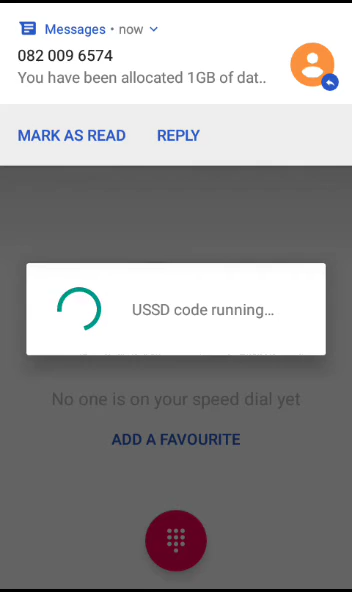 Messages • now
082 009 6574
You have been allocated 1GB of dat..
MARK AS READ REPLY
USSD code running...
No one is on your speed dial yet
ADD A FAVOURITE